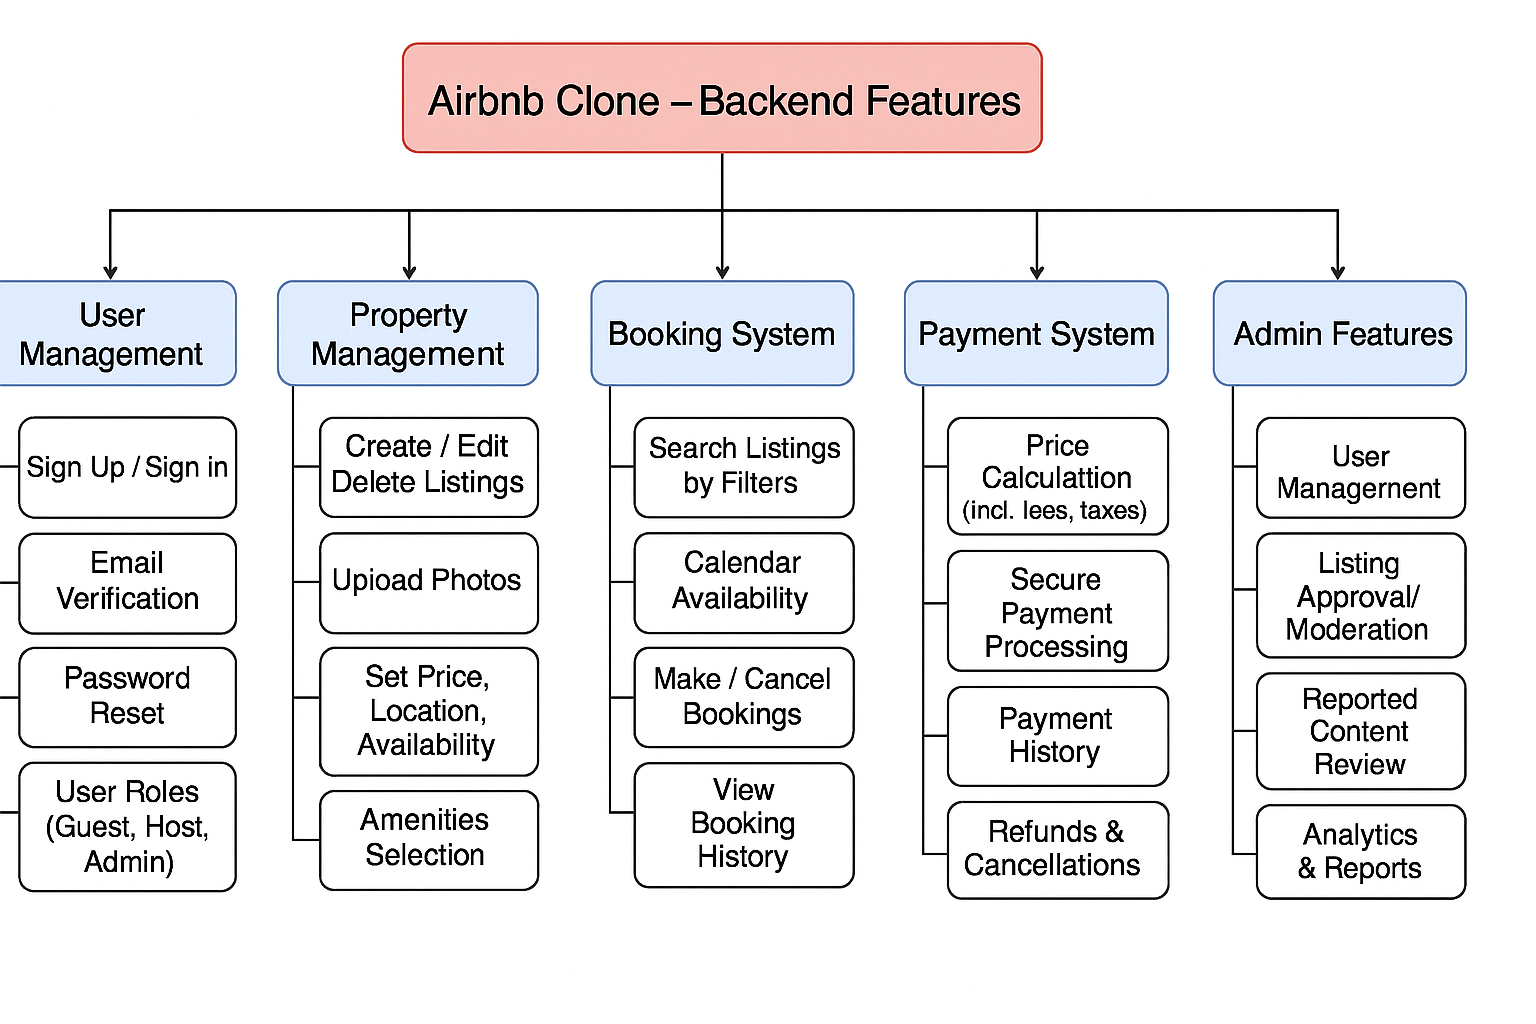 Airbnb Clone – Backend Features
User
Management
Sign Up / Sign in
Email
Verification
Password
Reset
User Roles
(Guest, Host,
Admin)
Property
Management
Create / Edit
Delete Listings
Upioad Photos
Set Price,
Location,
Availability
Amenities
Selection
Booking System
Search Listings
by Filters
Calendar
Availability
Make / Cancel
Bookings
View
Booking
History
Payment System
Price
Calculattion
(incl. lees, taxes)
Secure
Payment
Processing
Payment
History
Refunds &
Cancellations
Admin Features
User
Managernent
Listing
Approval/
Moderation
Reported
Content
Review
Analytics
& Reports